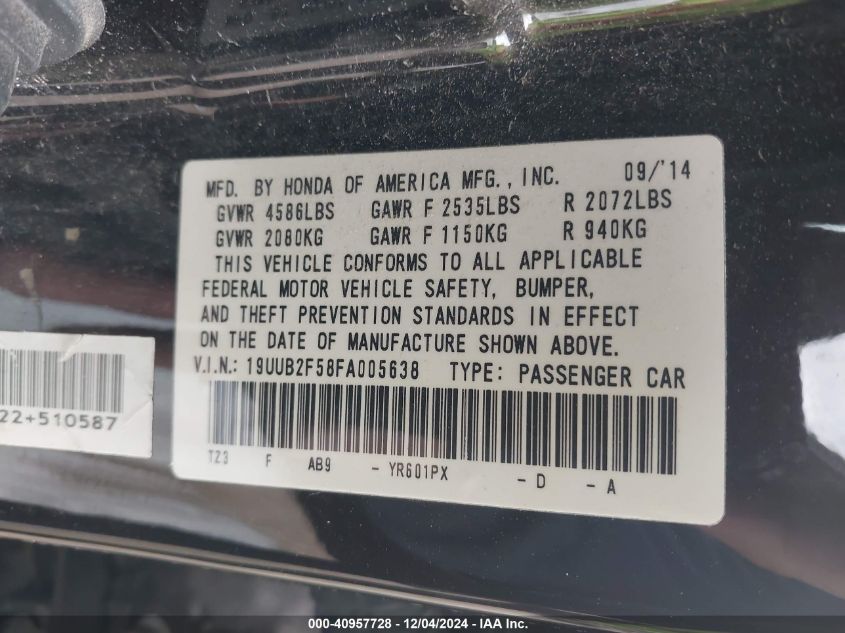 MFD. BY HONDA OF AMERICA MFG., INC. 09/'14
GVWR 4586LBS GAWR F 2535LBS R 2072LBS
GVWR 2080KG GAWR F 1150KG R 940KG
THIS VEHICLE CONFORMS TO ALL APPLICABLE
FEDERAL MOTOR VEHICLE SAFETY, BUMPER,
AND THEFT PREVENTION STANDARDS IN EFFECT
ON THE DATE OF MANUFACTURE SHOWN ABOVE.
V.I.N.: 19UUB2F58FA005638 TYPE: PASSENGER CAR
T23 F AB9 - YR601PX - D - A
22+510587
000-40957728 - 12/04/2024 - IAA Inc.